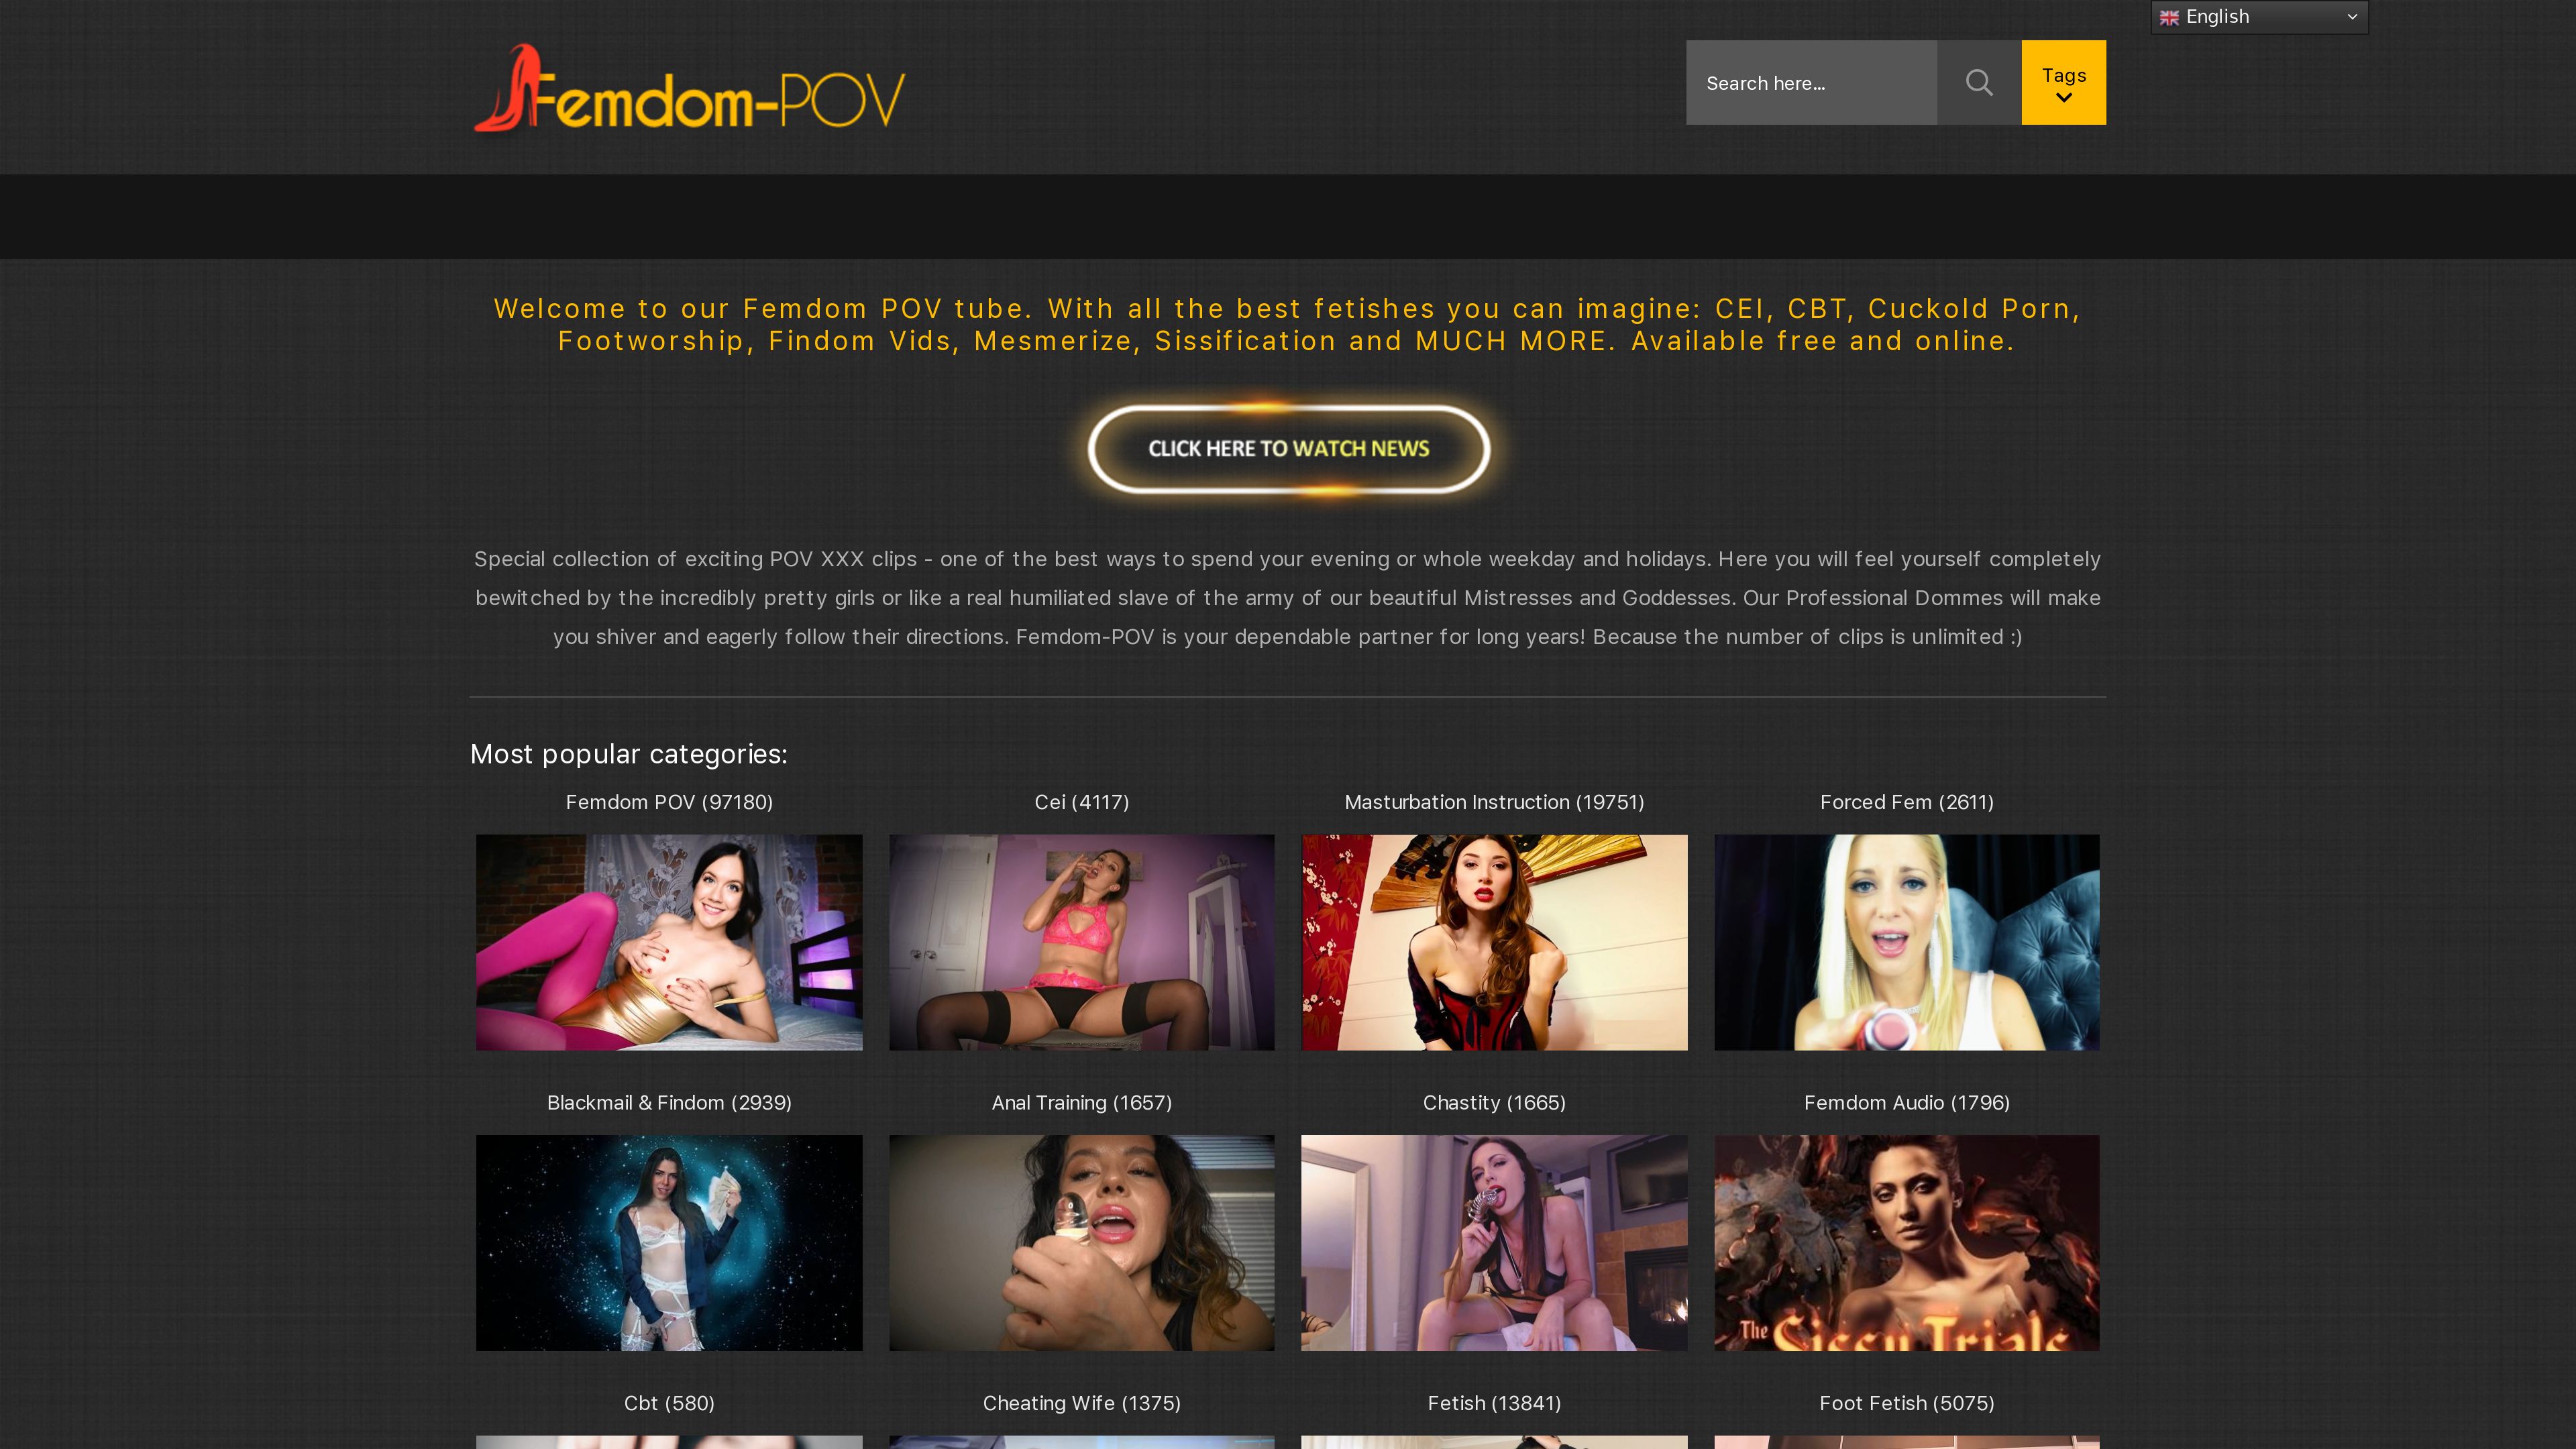 English
Femdom-POV
Search here...
Tags
Welcome to our Femdom POV tube. With all the best fetishes you can imagine: CEI, CBT, Cuckold Porn,
Footworship, Findom Vids, Mesmerize, Sissification and MUCH MORE. Available free and online.
CLICK HERE TO WATCH NEWS
Special collection of exciting POV XXX clips - one of the best ways to spend your evening or whole weekday and holidays. Here you will feel yourself completely
bewitched by the incredibly pretty girls or like a real humiliated slave of the army of our beautiful Mistresses and Goddesses. Our Professional Dommes will make
you shiver and eagerly follow their directions. Femdom-POV is your dependable partner for long years! Because the number of clips is unlimited :)
Most popular categories:
Femdom POV (97180)
Cei (4117)
Masturbation Instruction (19751)
Forced Fem (2611)
Blackmail & Findom (2939)
Anal Training (1657)
Chastity (1665)
Femdom Audio (1796)
The Sissy Trials
Cbt (580)
Cheating Wife (1375)
Fetish (13841)
Foot Fetish (5075)